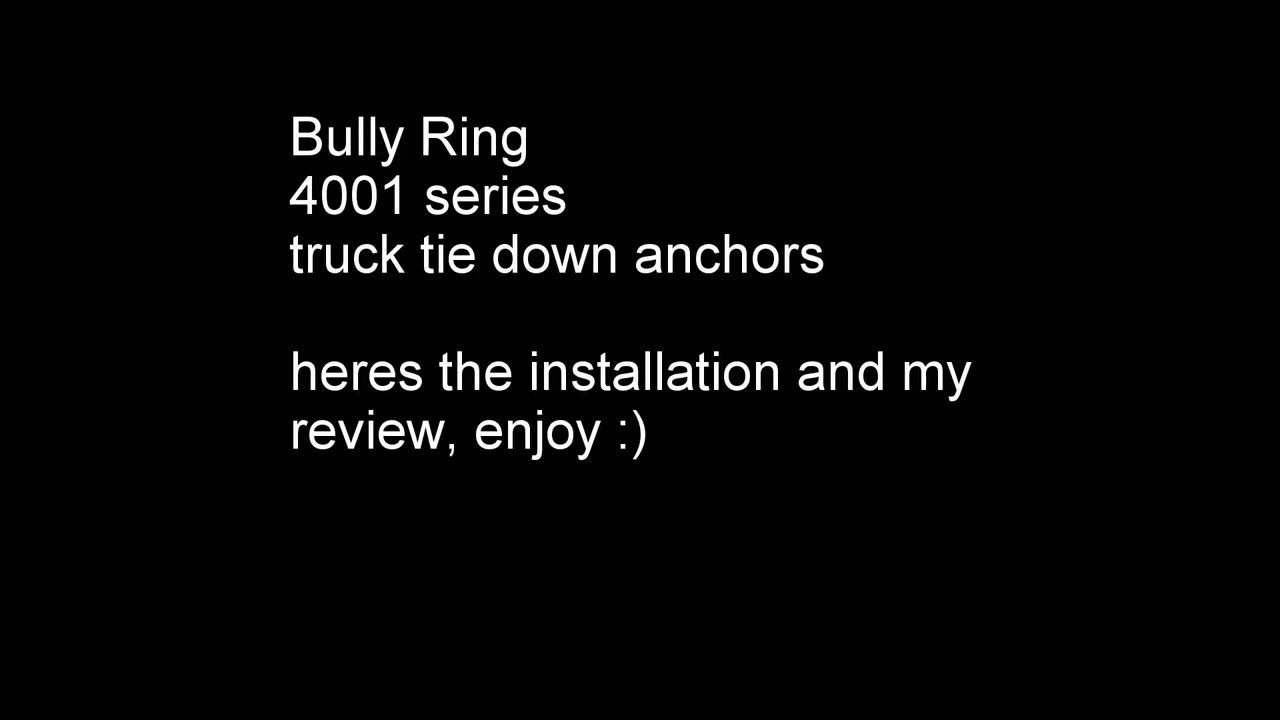 Bully Ring
4001 series
truck tie down anchors
heres the installation and my
review, enjoy :)